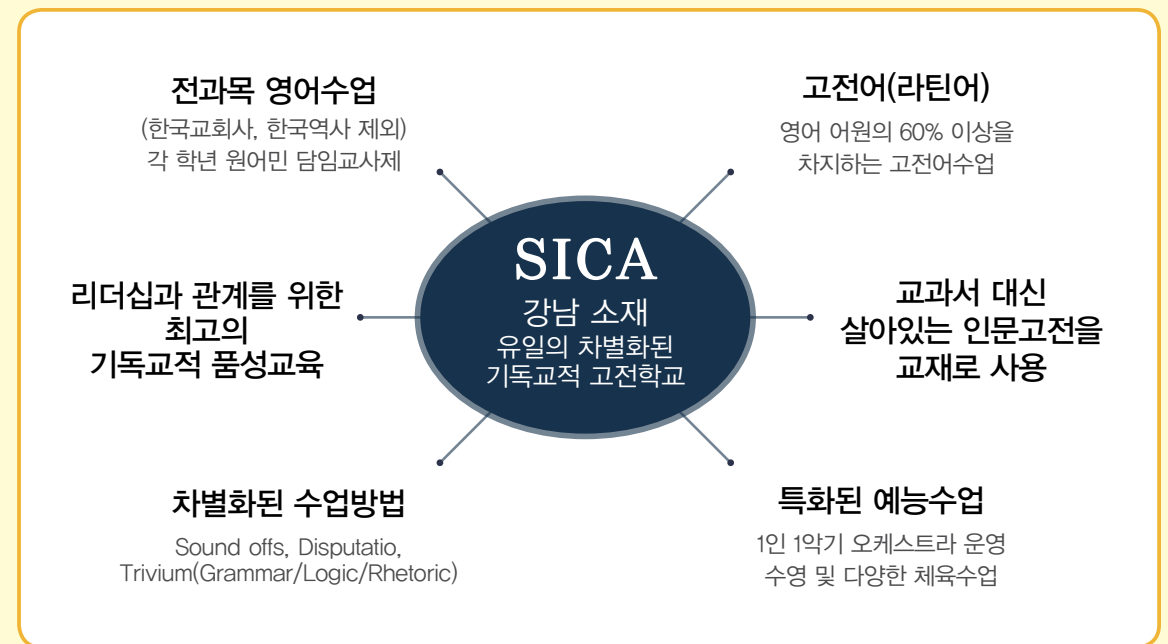 전과목 영어수업
(한국교회사, 한국역사 제외)
각 학년 원어민 담임교사제
고전어(라틴어)
영어 어원의 60% 이상을
차지하는 고전어수업
리더십과 관계를 위한
최고의
기독교적 품성교육
SICA
강남 소재
유일의 차별화된
기독교적 고전학교
교과서 대신
살아있는 인문고전을
교재로 사용
차별화된 수업방법
Sound offs, Disputatio,
Trivium(Grammar/Logic/Rhetoric)
특화된 예능수업
1인 1악기 오케스트라 운영
수영 및 다양한 체육수업